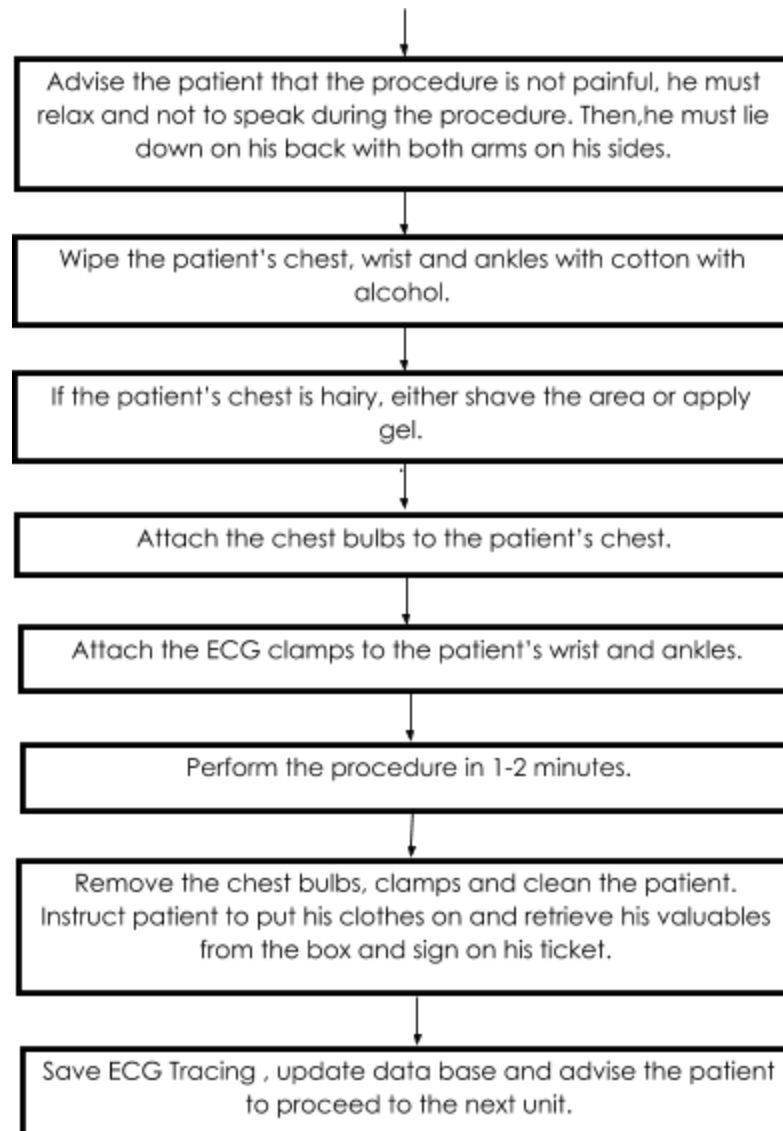 Advise the patient that the procedure is not painful, he must
relax and not to speak during the procedure. Then,he must lie
down on his back with both arms on his sides.
Wipe the patient's chest, wrist and ankles with cotton with
alcohol.
If the patient's chest is hairy, either shave the area or apply
gel.
Attach the chest bulbs to the patient's chest.
Attach the ECG clamps to the patient's wrist and ankles.
Perform the procedure in 1-2 minutes.
Remove the chest bulbs, clamps and clean the patient.
Instruct patient to put his clothes on and retrieve his valuables
from the box and sign on his ticket.
Save ECG Tracing , update data base and advise the patient
to proceed to the next unit.